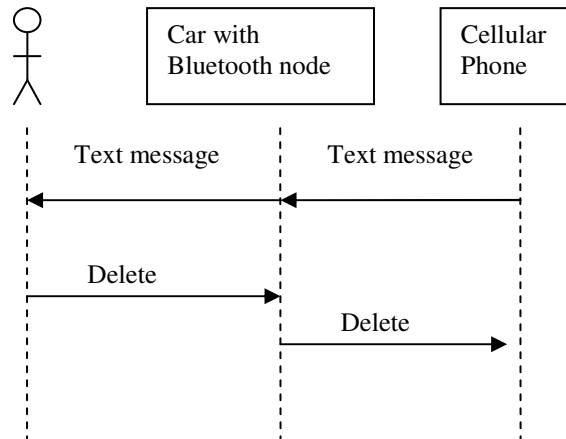 Car with
Bluetooth node
Cellular
Phone
Text message
Text message
Delete
Delete